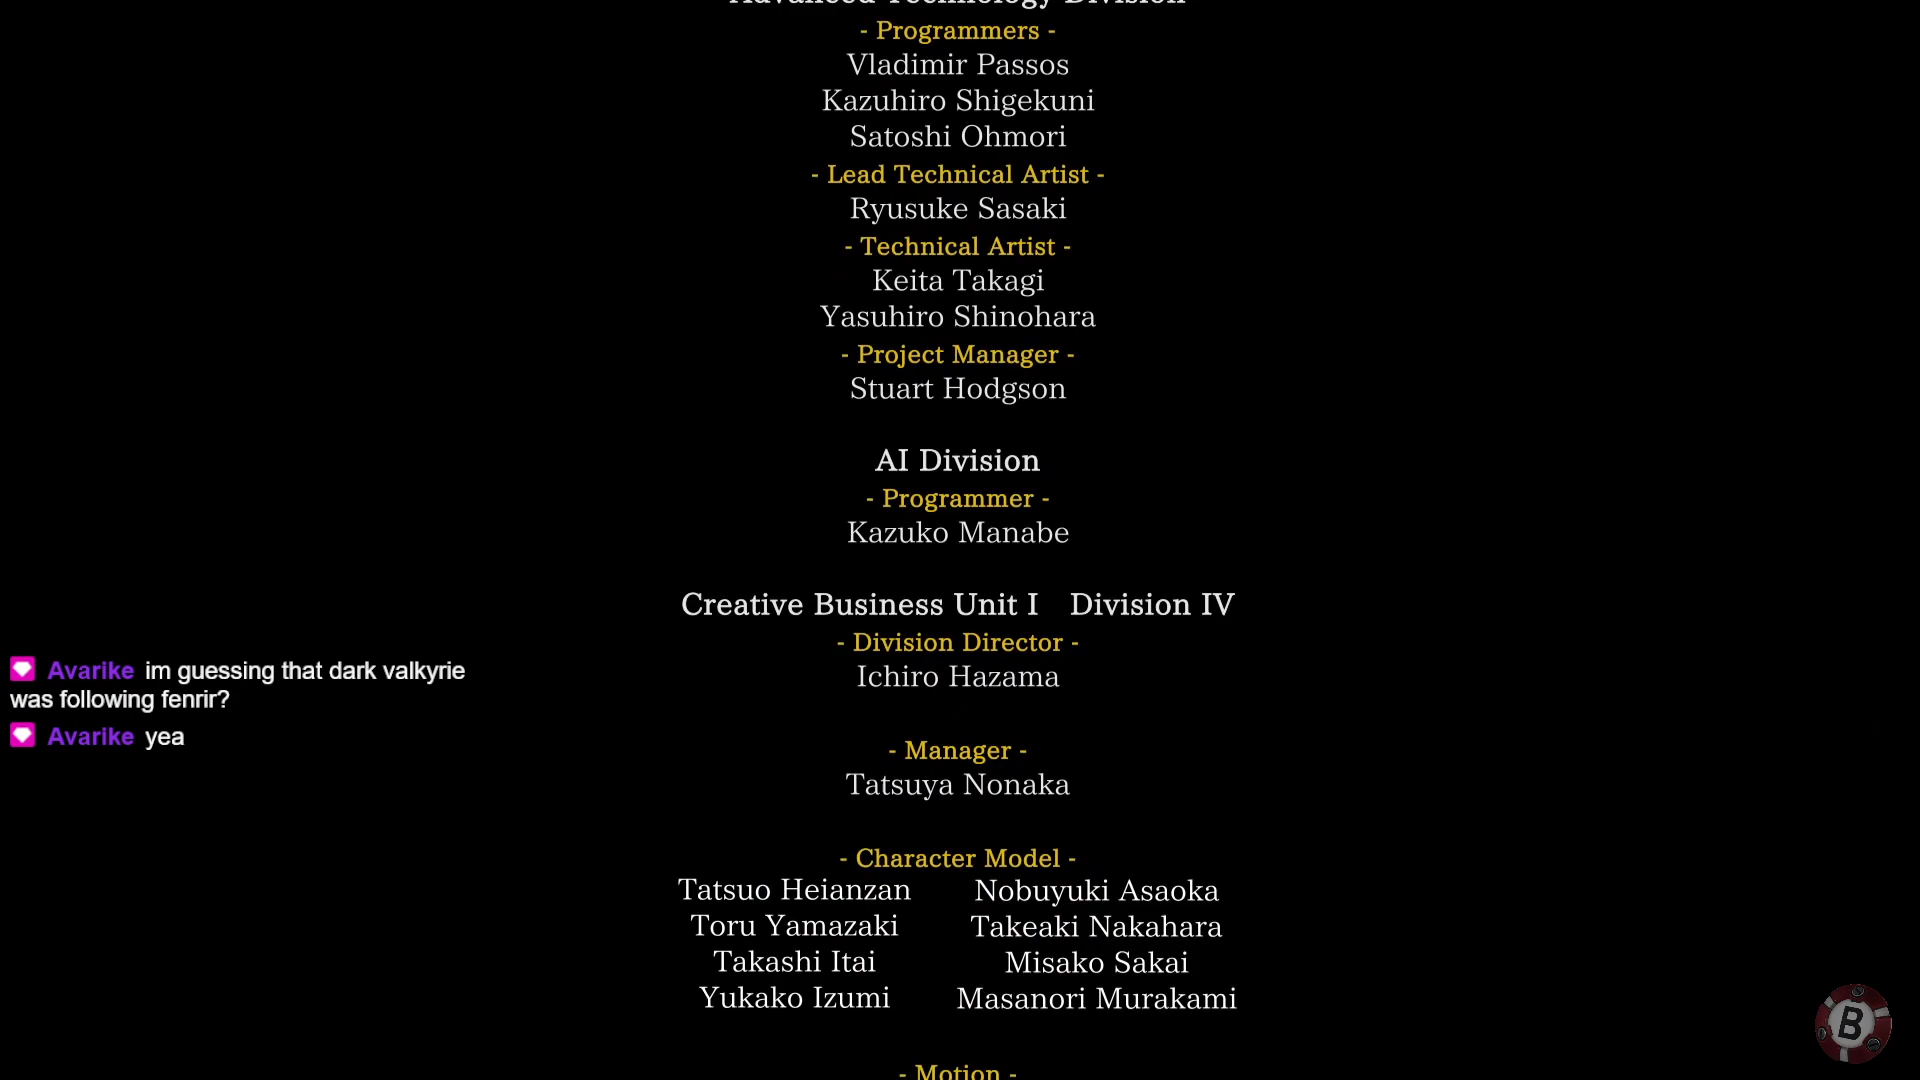 Advanced Technology Division
- Programmers -
Vladimir Passos
Kazuhiro Shigekuni
Satoshi Ohmori
- Lead Technical Artist -
Ryusuke Sasaki
- Technical Artist -
Keita Takagi
Yasuhiro Shinohara
- Project Manager -
Stuart Hodgson
AI Division
- Programmer -
Kazuko Manabe
Creative Business Unit I Division IV
- Division Director -
Ichiro Hazama
- Manager -
Tatsuya Nonaka
- Character Model -
Tatsuo Heianzan Nobuyuki Asaoka
Toru Yamazaki Takeaki Nakahara
Takashi Itai Misako Sakai
Yukako Izumi Masanori Murakami
- Motion -
Avarike im guessing that dark valkyrie
was following fenrir?
Avarike yea
B